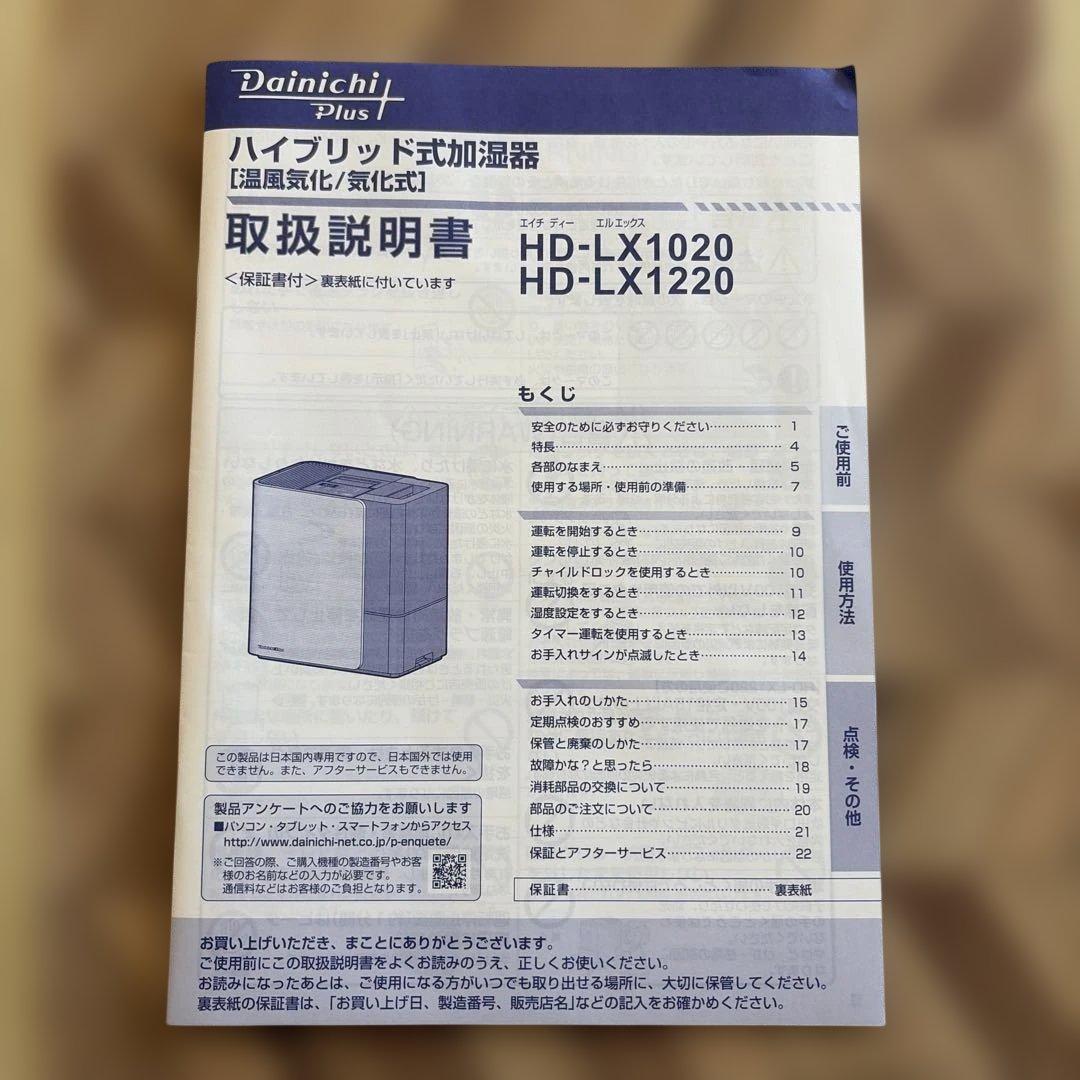 Dainichi
Plus
ハイブリッド式加湿器
[温風気化/気化式]
取扱説明書
<保証書付>裏表紙に付いています
エイチ ディー エルエックス
HD-LX1020
HD-LX1220
もくじ
安全のために必ずお守りください………………1
特長………………4
各部のなまえ………………5
使用する場所・使用前の準備………………7
ご使用前
運転を開始するとき………………9
運転を停止するとき………………10
チャイルドロックを使用するとき………………10
運転切換をするとき………………11
湿度設定をするとき………………12
タイマー運転を使用するとき………………13
お手入れサインが点滅したとき………………14
使用方法
お手入れのしかた………………15
定期点検のおすすめ………………17
保管と廃棄のしかた………………17
故障かな?と思ったら………………18
消耗部品の交換について………………19
部品のご注文について………………20
仕様………………21
保証とアフターサービス………………22
点検・その他
保証書………………裏表紙
この製品は日本国内専用ですので、日本国外では使用
できません。また、アフターサービスもできません。
製品アンケートへのご協力をお願いします
■パソコン・タブレット・スマートフォンからアクセス
http://www.dainichi-net.co.jp/p-enquete/
※ご回答の際、ご購入機種の製造番号やお客
様のお名前などの入力が必要です。
通信料などはお客様のご負担となります。
お買い上げいただき、まことにありがとうございます。
ご使用前にこの取扱説明書をよくお読みのうえ、正しくお使いください。
お読みになったあとは、ご使用になる方がいつでも取り出せる場所に、大切に保管してください。
裏表紙の保証書は、「お買い上げ日、製造番号、販売店名」などの記入をお確かめください。